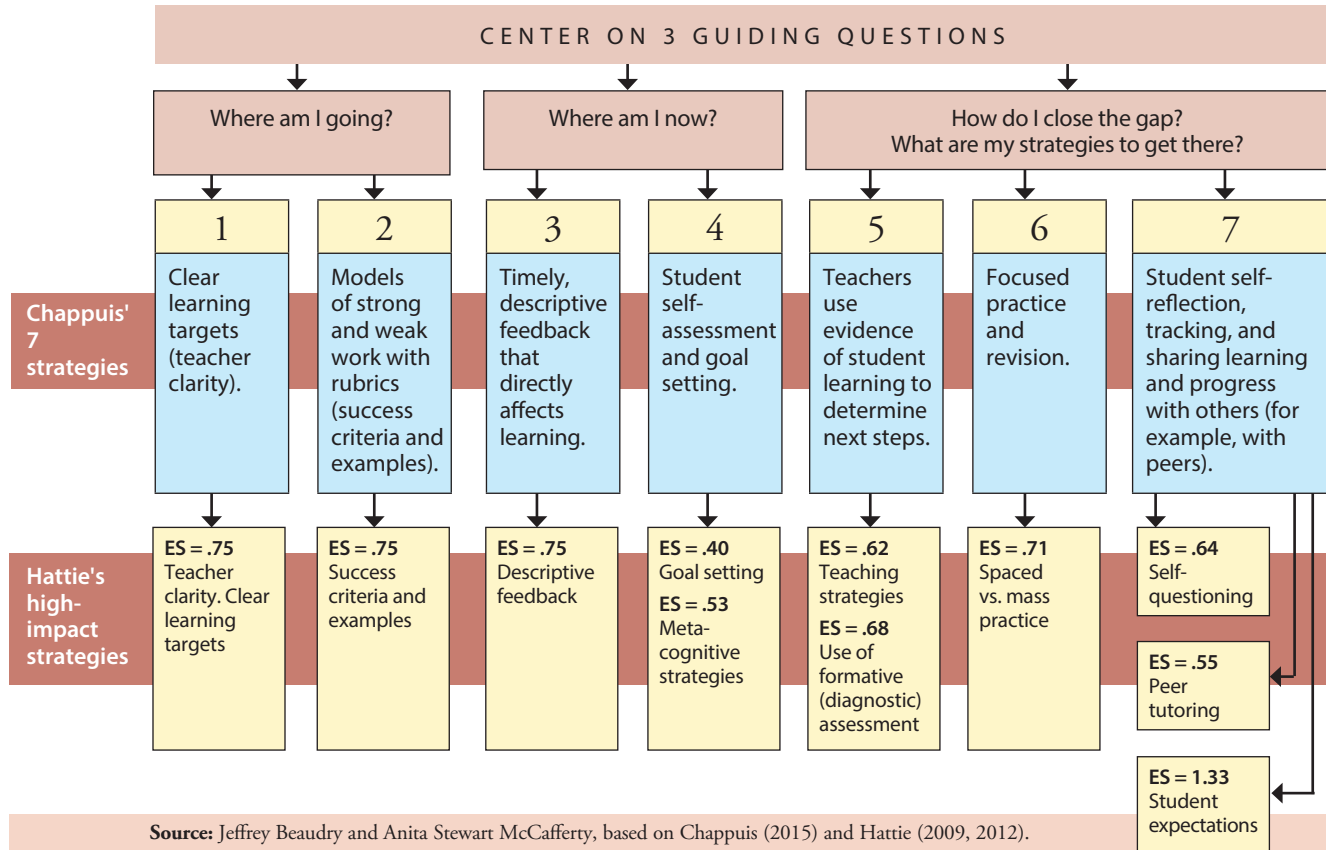 CENTER ON 3 GUIDING QUESTIONS
Where am I going?
Where am I now?
How do I close the gap?
What are my strategies to get there?
Chappuis'
7
strategies
1
Clear
learning
targets
(teacher
clarity).
2
Models
of strong
and weak
work with
rubrics
(success
criteria and
examples).
3
Timely,
descriptive
feedback
that
directly
affects
learning.
4
Student
self-
assessment
and goal
setting.
5
Teachers
use
evidence
of student
learning to
determine
next steps.
6
Focused
practice
and
revision.
7
Student self-
reflection,
tracking, and
sharing learning
and progress
with others (for
example, with
peers).
Hattie's
high-
impact
strategies
ES = .75
Teacher
clarity. Clear
learning
targets
ES = .75
Success
criteria and
examples
ES = .75
Descriptive
feedback
ES = .40
Goal setting
ES = .53
Meta-
cognitive
strategies
ES = .62
Teaching
strategies
ES = .68
Use of
formative
(diagnostic)
assessment
ES = .71
Spaced
vs. mass
practice
ES = .64
Self-
questioning
ES = .55
Peer
tutoring
ES = 1.33
Student
expectations
Source: Jeffrey Beaudry and Anita Stewart McCafferty, based on Chappuis (2015) and Hattie (2009, 2012).